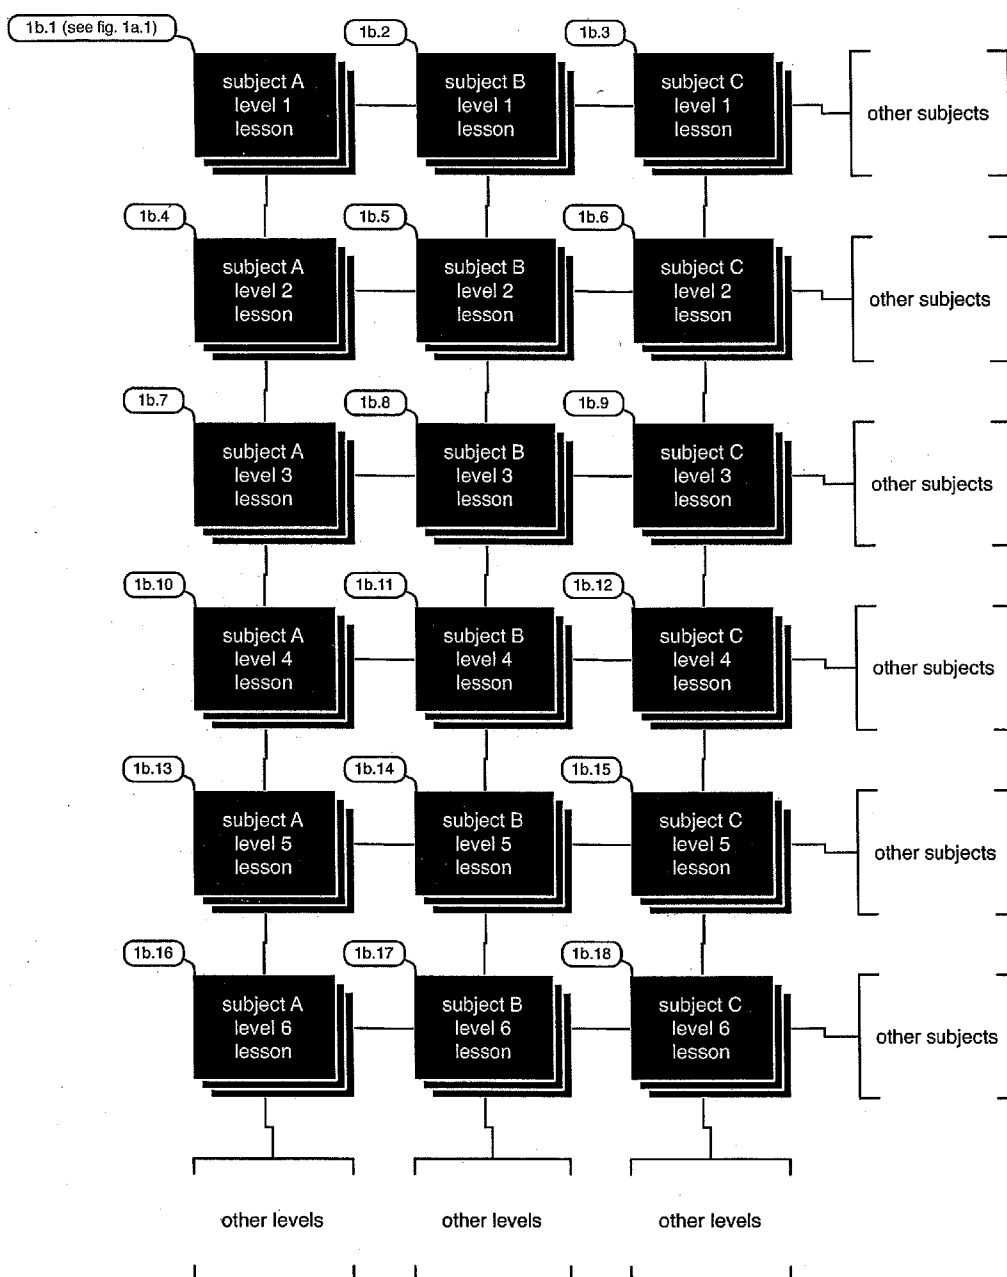 1b.1 (see fig. 1a.1)
1b.2
1b.3
subject A
level 1
lesson
subject B
level 1
lesson
subject C
level 1
lesson
other subjects
1b.4
1b.5
1b.6
subject A
level 2
lesson
subject B
level 2
lesson
subject C
level 2
lesson
other subjects
1b.7
1b.8
1b.9
subject A
level 3
lesson
subject B
level 3
lesson
subject C
level 3
lesson
other subjects
1b.10
1b.11
1b.12
subject A
level 4
lesson
subject B
level 4
lesson
subject C
level 4
lesson
other subjects
1b.13
1b.14
1b.15
subject A
level 5
lesson
subject B
level 5
lesson
subject C
level 5
lesson
other subjects
1b.16
1b.17
1b.18
subject A
level 6
lesson
subject B
level 6
lesson
subject C
level 6
lesson
other subjects
other levels
other levels
other levels